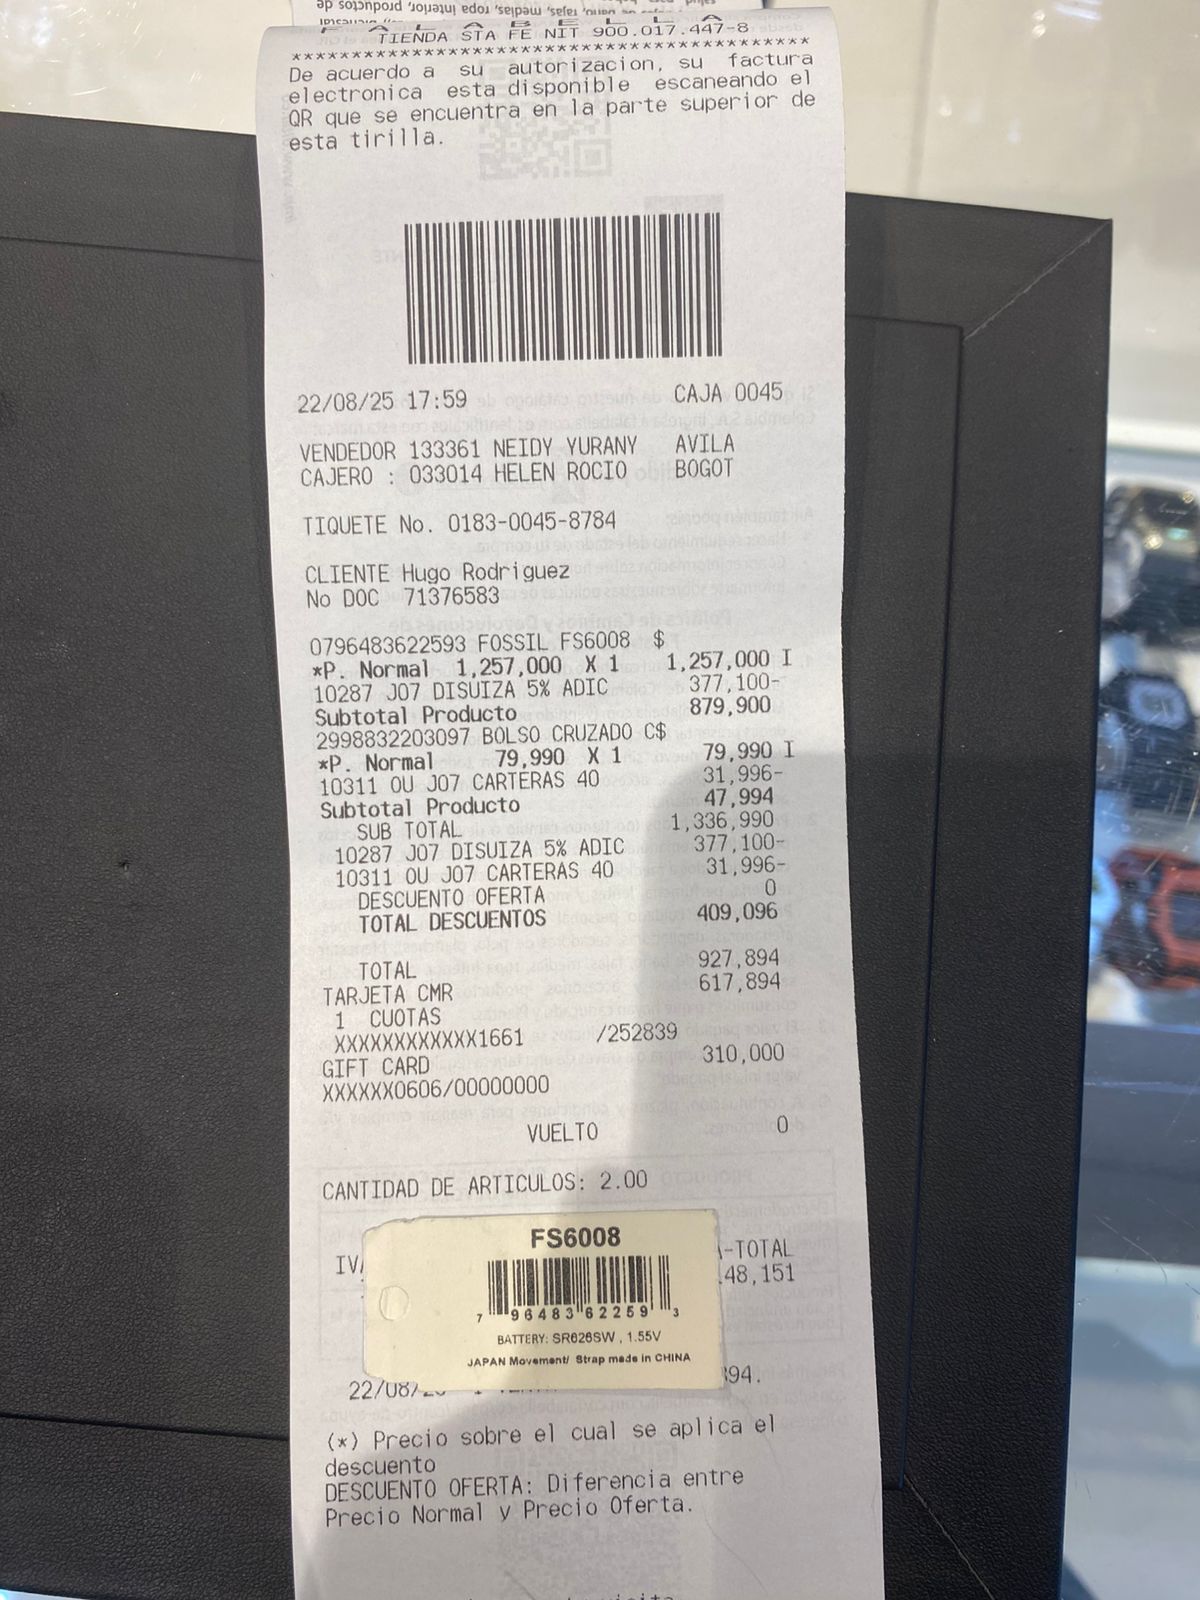 F A L A B E L L A
TIENDA STA FE NIT 900.017.447-8
****************************************
De acuerdo a su autorizacion, su factura
electronica esta disponible escaneando el
QR que se encuentra en la parte superior de
esta tirilla.
22/08/25 17:59 CAJA 0045
VENDEDOR 133361 NEIDY YURANY AVILA
CAJERO : 033014 HELEN ROCIO BOGOT
TIQUETE No. 0183-0045-8784
CLIENTE Hugo Rodriguez
No DOC 71376583
0796483622593 FOSSIL FS6008 $
*P. Normal 1,257,000 X 1 1,257,000 I
10287 J07 DISUIZA 5% ADIC 377,100-
Subtotal Producto 879,900
2998832203097 BOLSO CRUZADO C$
*P. Normal 79,990 X 1 79,990 I
10311 OU J07 CARTERAS 40 31,996-
Subtotal Producto 47,994
SUB TOTAL 1,336,990
10287 J07 DISUIZA 5% ADIC 377,100-
10311 OU J07 CARTERAS 40 31,996-
DESCUENTO OFERTA 0
TOTAL DESCUENTOS 409,096
TOTAL 927,894
TARJETA CMR 617,894
1 CUOTAS
XXXXXXXXXXXX1661 /252839
GIFT CARD 310,000
XXXXXX0606/00000000
VUELTO 0
CANTIDAD DE ARTICULOS: 2.00
FS6008
-TOTAL
48,151
7 96483 62259 3
BATTERY: SR626SW , 1.55V
JAPAN Movement/ Strap made in CHINA
22/08/
94.
(*) Precio sobre el cual se aplica el
descuento
DESCUENTO OFERTA: Diferencia entre
Precio Normal y Precio Oferta.